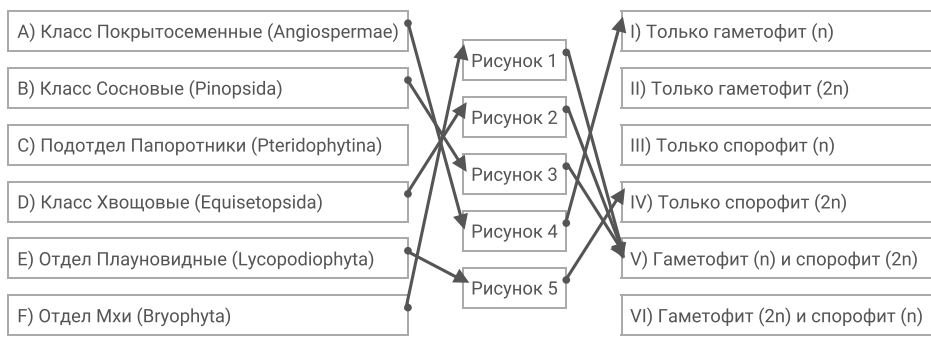 A) Класс Покрытосеменные (Angiospermae)
B) Класс Сосновые (Pinopsida)
C) Подотдел Папоротники (Pteridophytina)
D) Класс Хвощовые (Equisetopsida)
E) Отдел Плауновидные (Lycopodiophyta)
F) Отдел Мхи (Bryophyta)
Рисунок 1
Рисунок 2
Рисунок 3
Рисунок 4
Рисунок 5
I) Только гаметофит (n)
II) Только гаметофит (2n)
III) Только спорофит (n)
IV) Только спорофит (2n)
V) Гаметофит (n) и спорофит (2n)
VI) Гаметофит (2n) и спорофит (n)